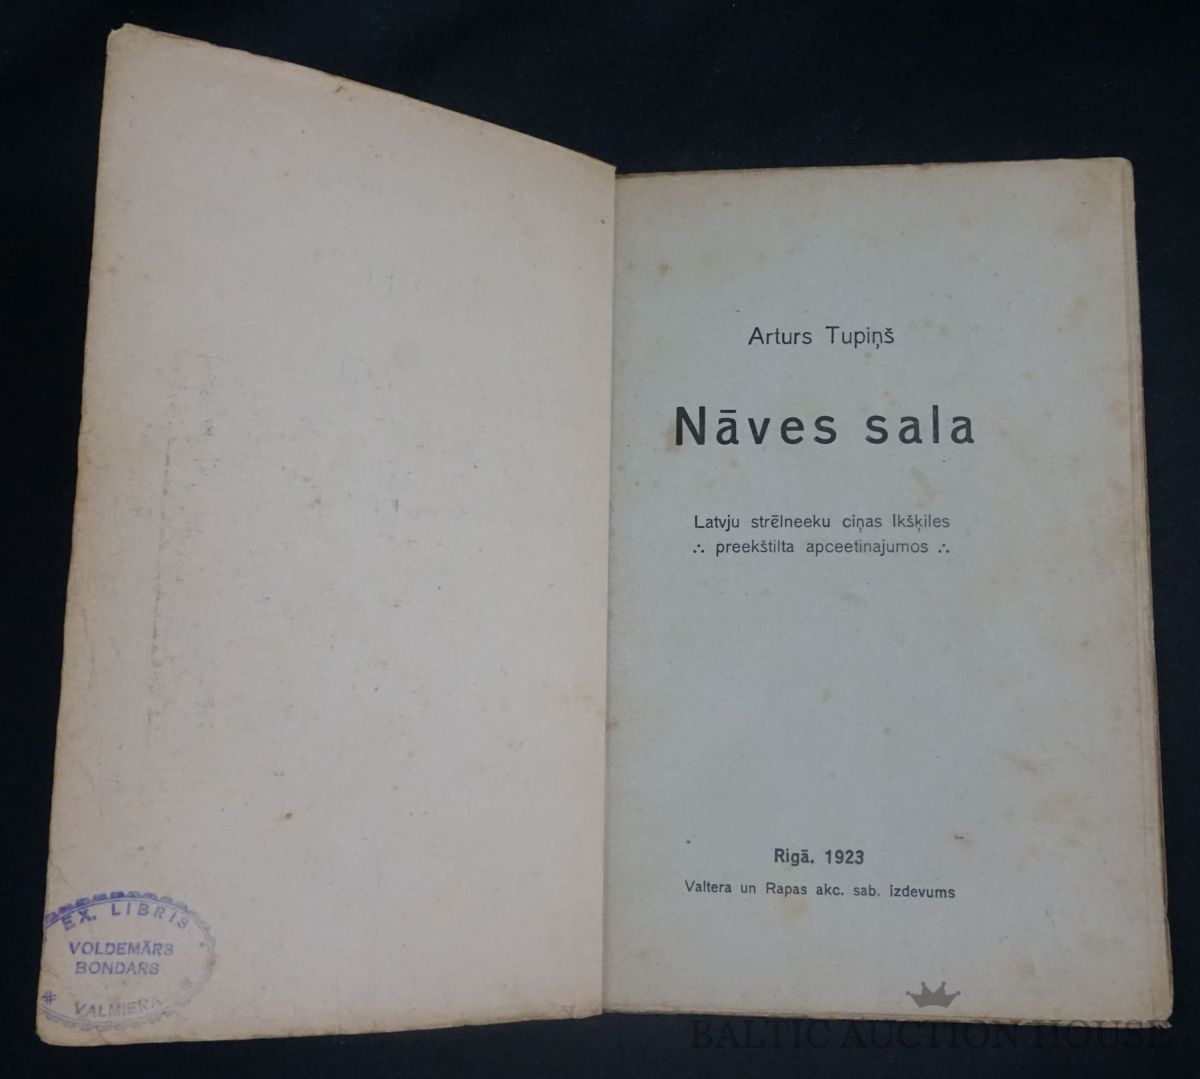 EX. LIBRIS
VOLDEMĀRS
BONDARS
VALMIERA
Arturs Tupiņš
Nāves sala
Latvju strēlneeku ciņas Ikšķiles
∴ preekštilta apceetinajumos ∴
Rigā, 1923
Valtera un Rapas akc. sab. izdevums
BALTIC AUCTION HOUSE